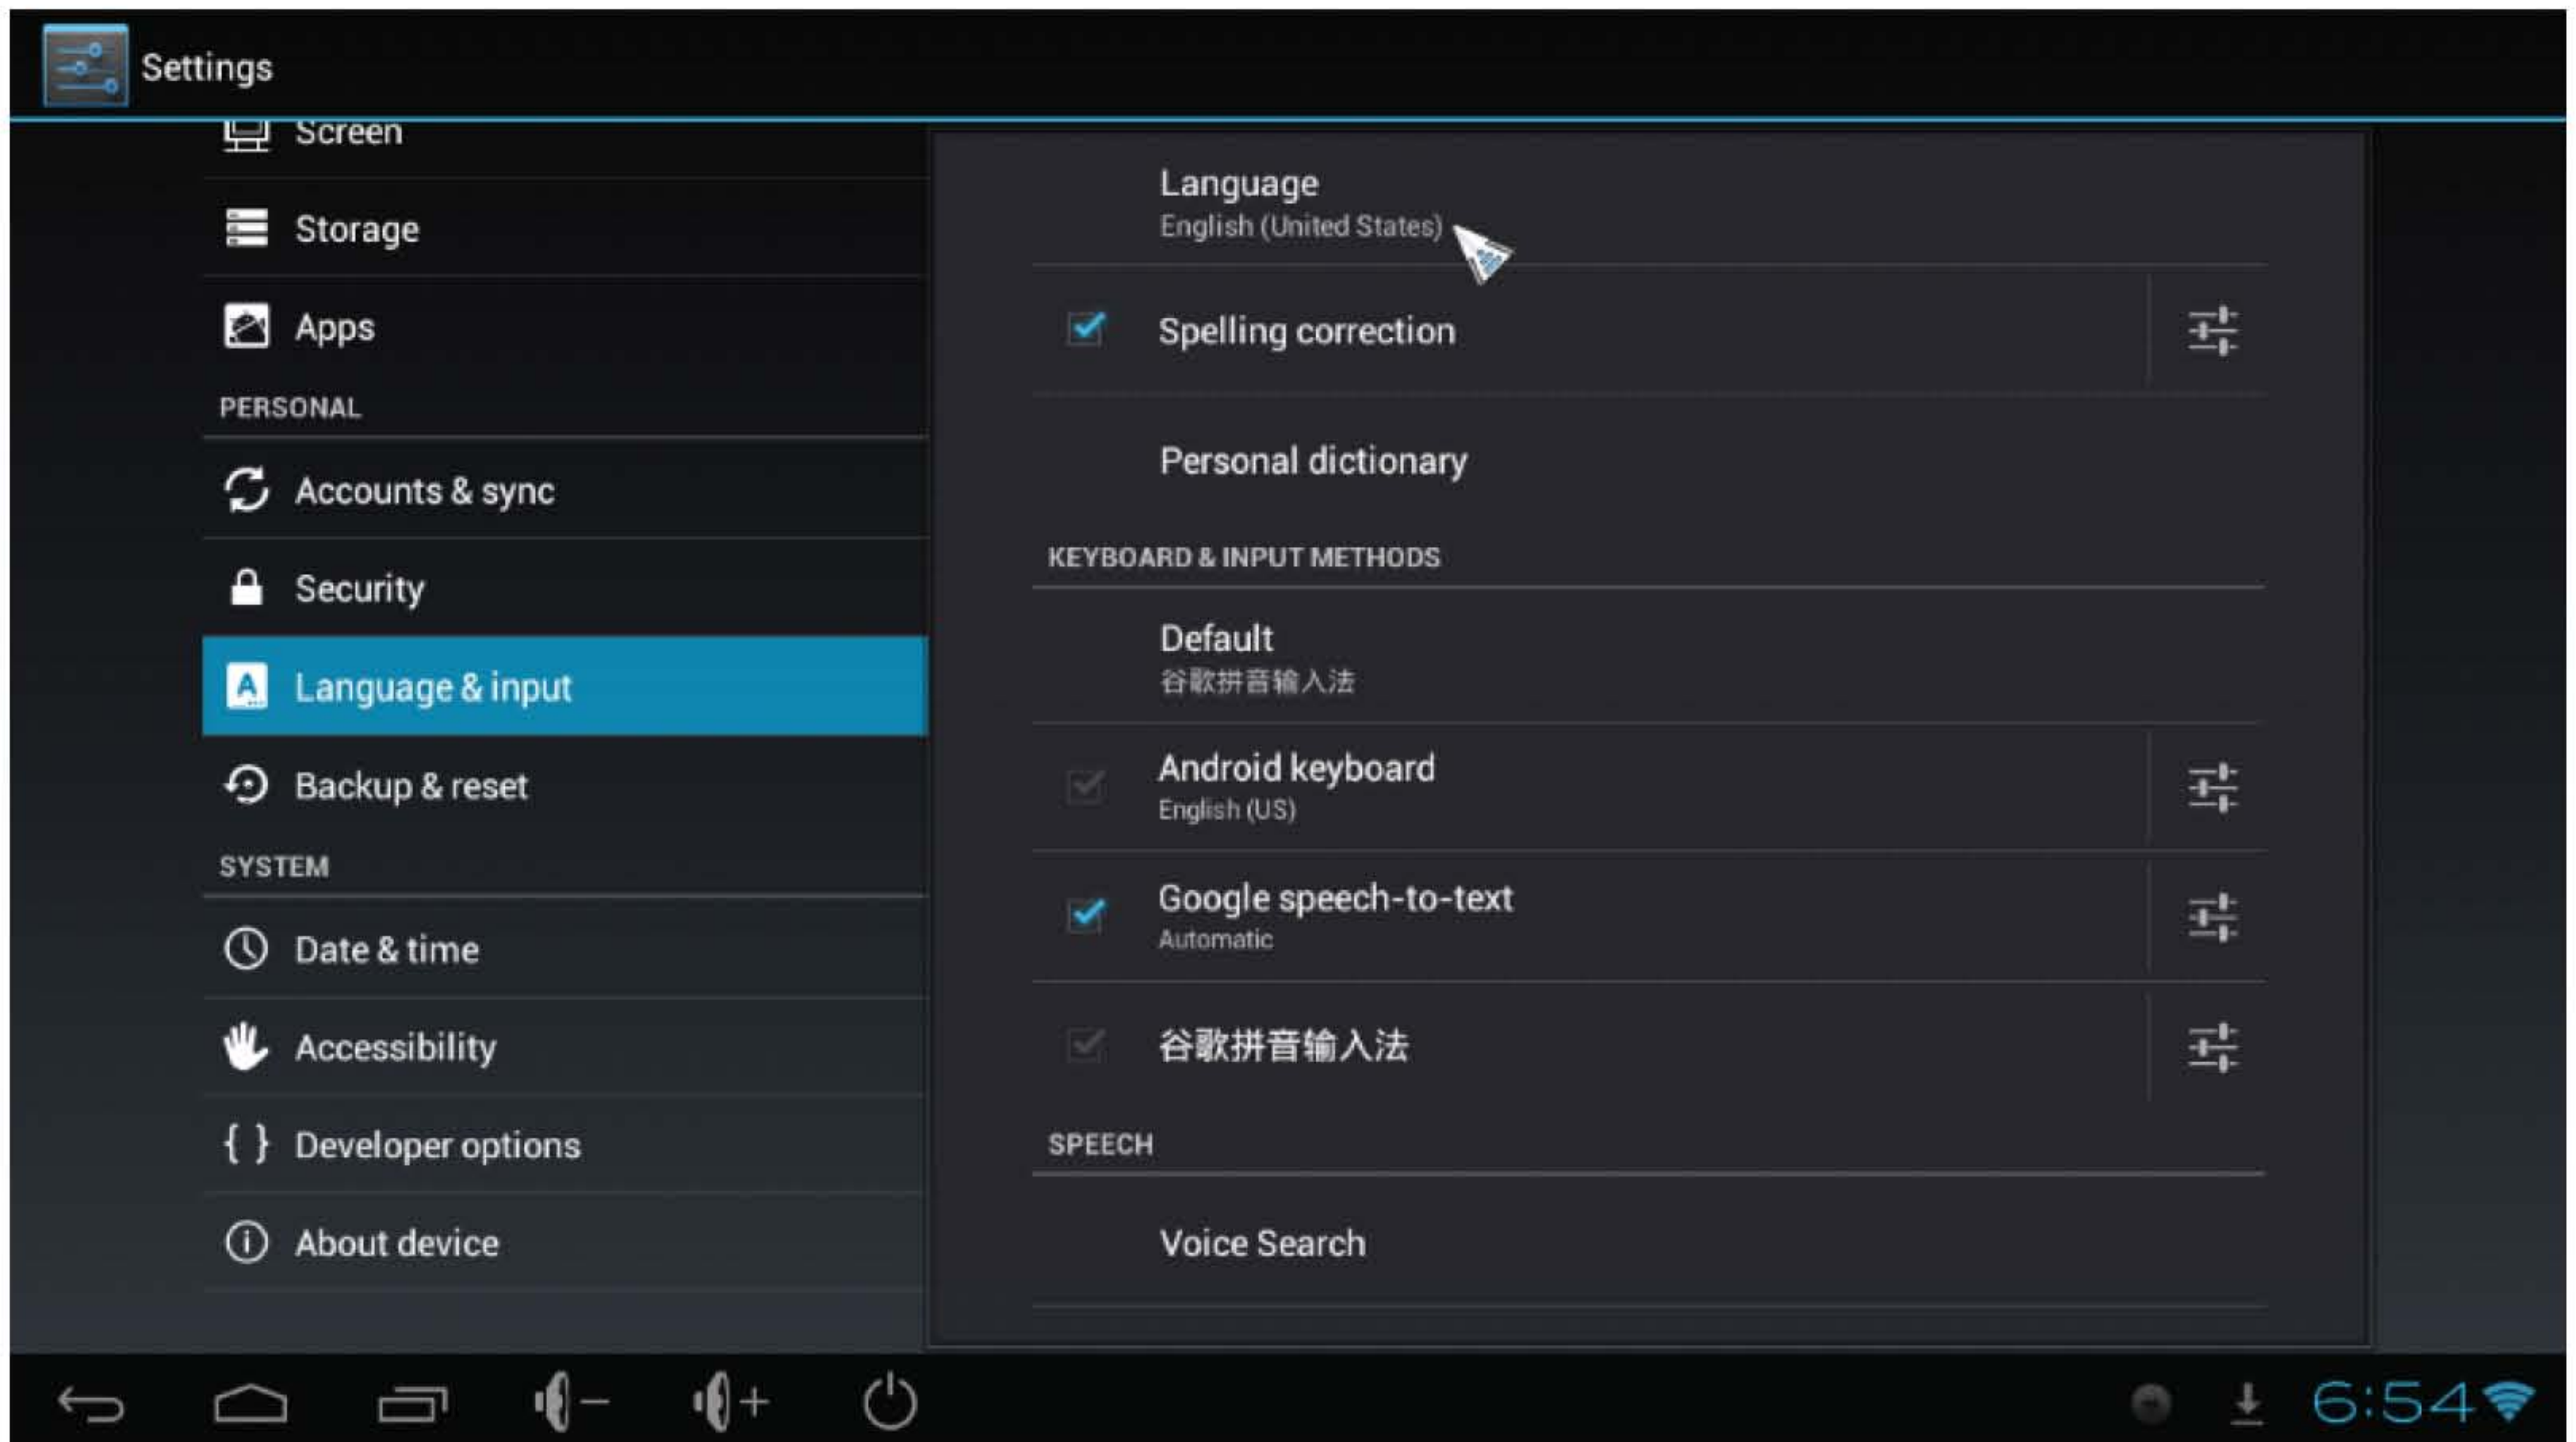 Settings
Screen
Storage
Apps
PERSONAL
Accounts & sync
Security
Language & input
Backup & reset
SYSTEM
Date & time
Accessibility
{ } Developer options
About device
Language
English (United States)
Spelling correction
Personal dictionary
KEYBOARD & INPUT METHODS
Default
谷歌拼音输入法
Android keyboard
English (US)
Google speech-to-text
Automatic
谷歌拼音输入法
SPEECH
Voice Search
6:54